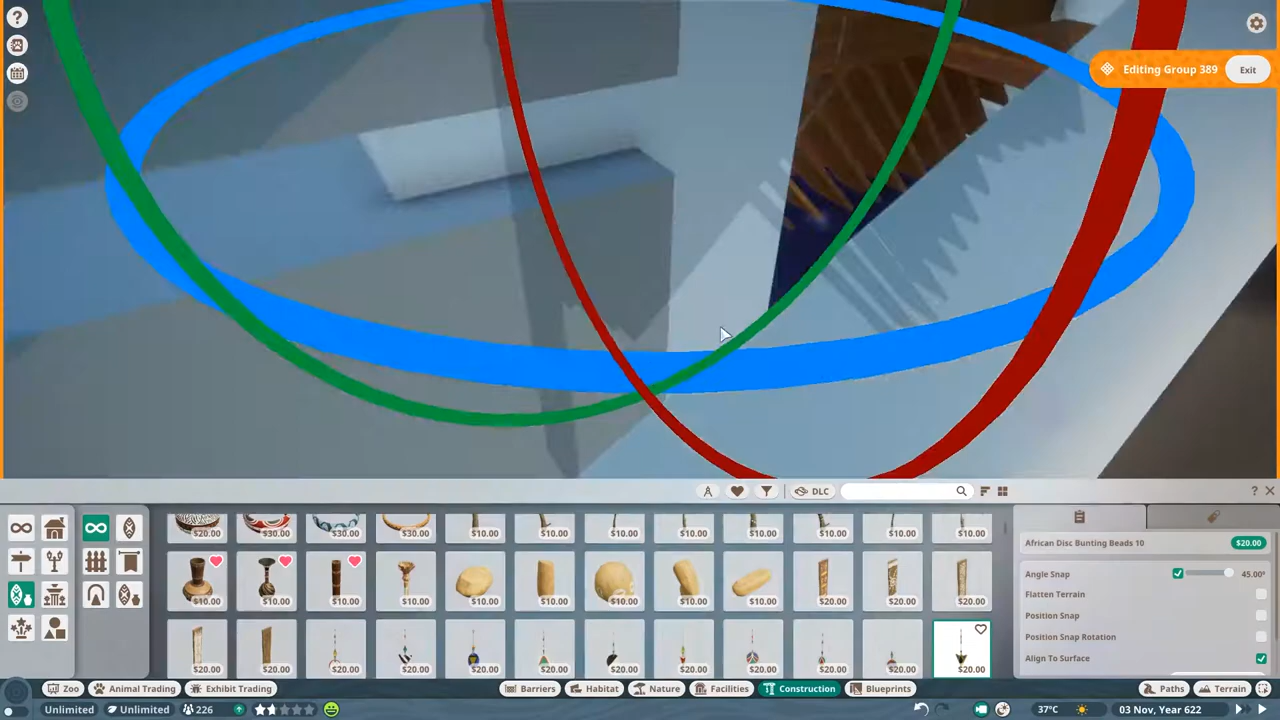 ?
Editing Group 389
Exit
DLC
?
$20.00 $30.00 $30.00 $30.00 $10.00 $10.00 $10.00 $10.00 $10.00 $10.00 $10.00 $10.00
$10.00 $10.00 $10.00 $10.00 $10.00 $10.00 $10.00 $10.00 $10.00 $20.00 $20.00 $20.00
$20.00 $20.00 $20.00 $20.00 $20.00 $20.00 $20.00 $20.00 $20.00 $20.00 $20.00 $20.00
African Disc Bunting Beads 10 $20.00
Angle Snap 45.00°
Flatten Terrain
Position Snap
Position Snap Rotation
Align To Surface
Zoo Animal Trading Exhibit Trading Barriers Habitat Nature Facilities Construction Blueprints Paths Terrain
Unlimited Unlimited 226 37°C 03 Nov, Year 622